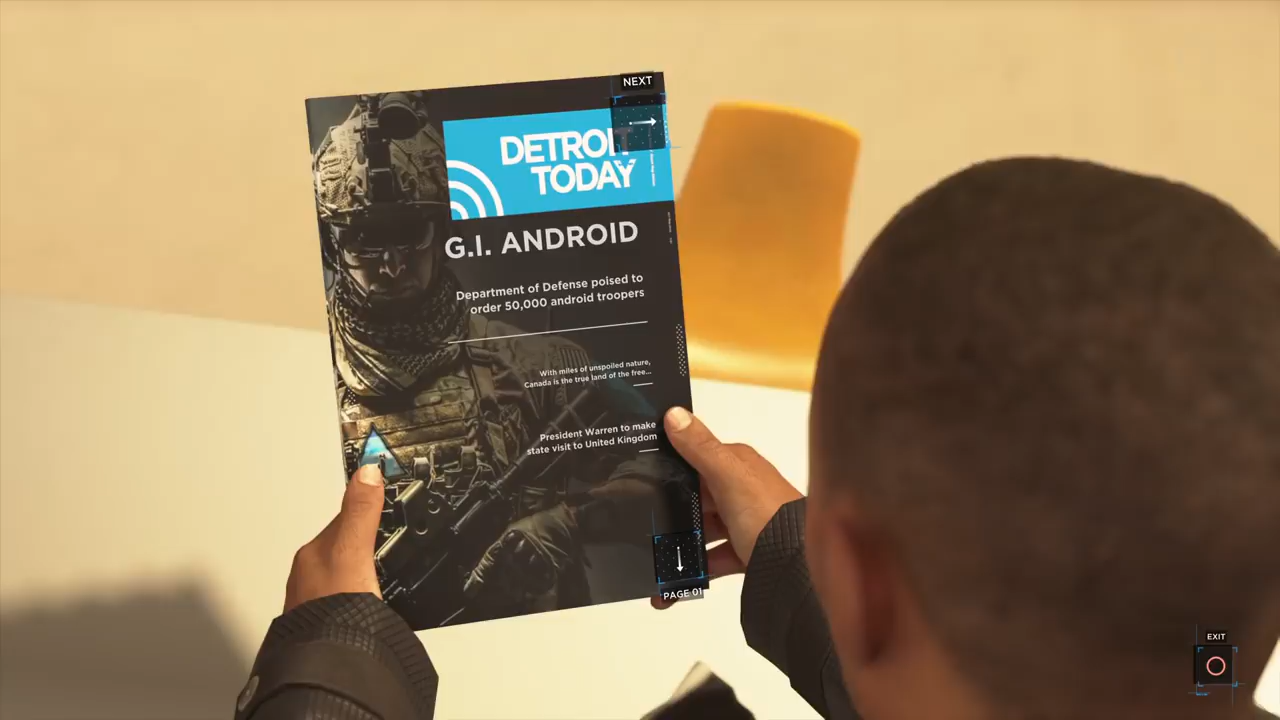 NEXT
DETROIT
TODAY
G.I. ANDROID
Department of Defense poised to
order 50,000 android troopers
With miles of unspoiled nature,
Canada is the true land of the free...
President Warren to make
state visit to United Kingdom
PAGE 01
EXIT